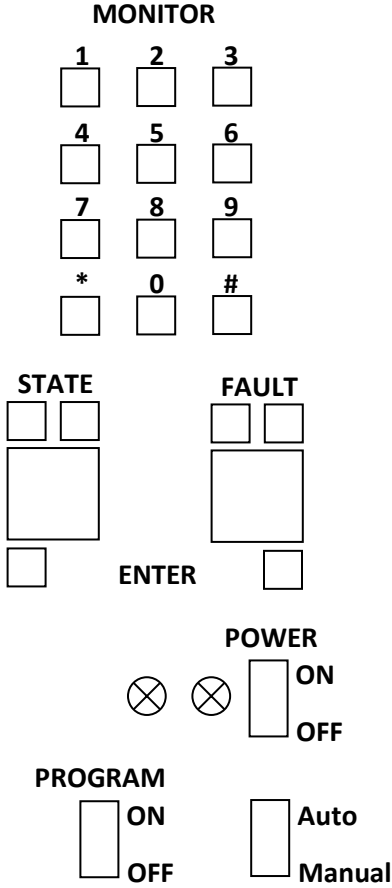 MONITOR
1 2 3
4 5 6
7 8 9
* 0 #
STATE FAULT
ENTER
POWER
ON
OFF
PROGRAM
ON Auto
OFF Manual